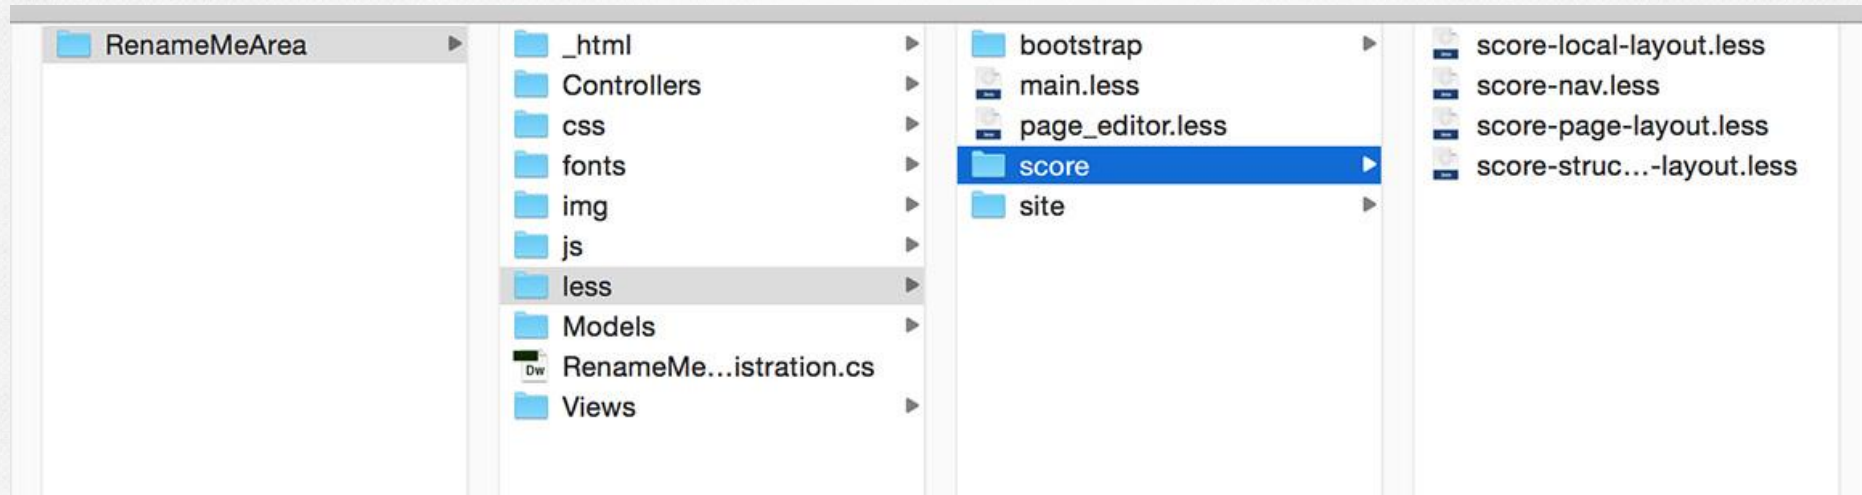 RenameMeArea
_html
Controllers
css
fonts
img
js
less
Models
RenameMe...istration.cs
Views
bootstrap
main.less
page_editor.less
score
site
score-local-layout.less
score-nav.less
score-page-layout.less
score-struc...-layout.less